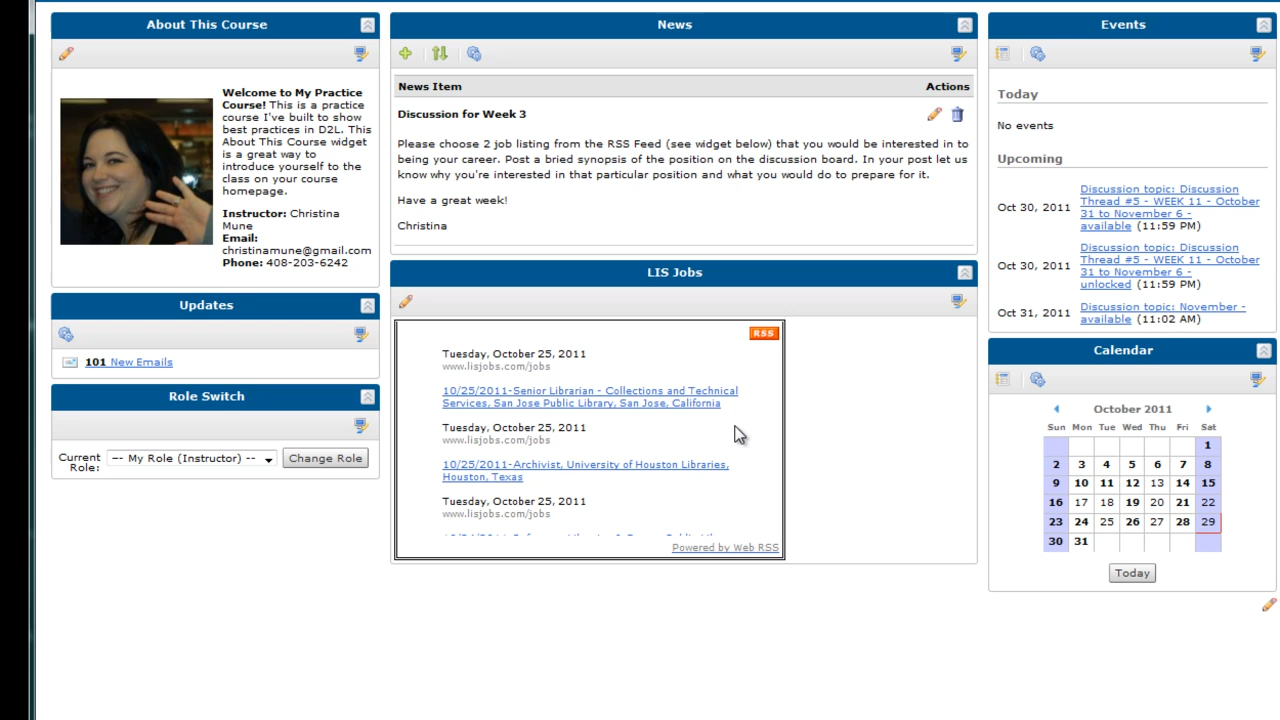 About This Course
Welcome to My Practice
Course! This is a practice
course I've built to show
best practices in D2L. This
About This Course widget
is a great way to
introduce yourself to the
class on your course
homepage.
Instructor: Christina
Mune
Email:
christinamune@gmail.com
Phone: 408-203-6242
Updates
101 New Emails
Role Switch
Current
Role:
-- My Role (Instructor) --
Change Role
News
News Item Actions
Discussion for Week 3
Please choose 2 job listing from the RSS Feed (see widget below) that you would be interested in to
being your career. Post a bried synopsis of the position on the discussion board. In your post let us
know why you're interested in that particular position and what you would do to prepare for it.
Have a great week!
Christina
LIS Jobs
RSS
Tuesday, October 25, 2011
www.lisjobs.com/jobs
10/25/2011-Senior Librarian - Collections and Technical
Services, San Jose Public Library, San Jose, California
Tuesday, October 25, 2011
www.lisjobs.com/jobs
10/25/2011-Archivist, University of Houston Libraries,
Houston, Texas
Tuesday, October 25, 2011
www.lisjobs.com/jobs
Powered by Web RSS
Events
Today
No events
Upcoming
Oct 30, 2011
Discussion topic: Discussion
Thread #5 - WEEK 11 - October
31 to November 6 -
available (11:59 PM)
Oct 30, 2011
Discussion topic: Discussion
Thread #5 - WEEK 11 - October
31 to November 6 -
unlocked (11:59 PM)
Oct 31, 2011
Discussion topic: November -
available (11:02 AM)
Calendar
October 2011
Sun Mon Tue Wed Thu Fri Sat
1
2 3 4 5 6 7 8
9 10 11 12 13 14 15
16 17 18 19 20 21 22
23 24 25 26 27 28 29
30 31
Today